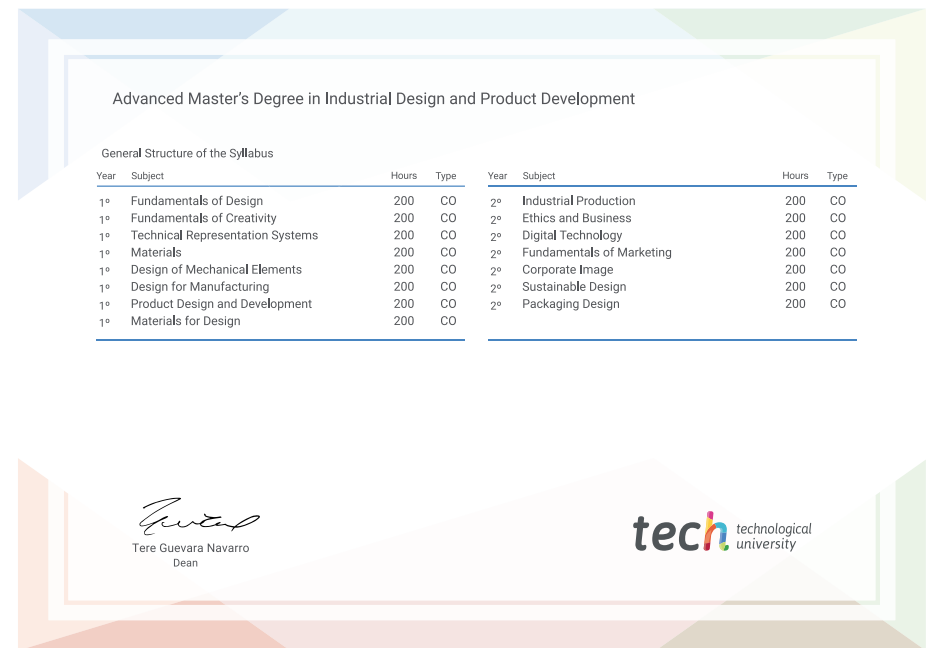 Advanced Master's Degree in Industrial Design and Product Development
General Structure of the Syllabus
Year Subject Hours Type
1º Fundamentals of Design 200 CO
1º Fundamentals of Creativity 200 CO
1º Technical Representation Systems 200 CO
1º Materials 200 CO
1º Design of Mechanical Elements 200 CO
1º Design for Manufacturing 200 CO
1º Product Design and Development 200 CO
1º Materials for Design 200 CO
Year Subject Hours Type
2º Industrial Production 200 CO
2º Ethics and Business 200 CO
2º Digital Technology 200 CO
2º Fundamentals of Marketing 200 CO
2º Corporate Image 200 CO
2º Sustainable Design 200 CO
2º Packaging Design 200 CO
Tere Guevara Navarro
Dean
tech technological
university